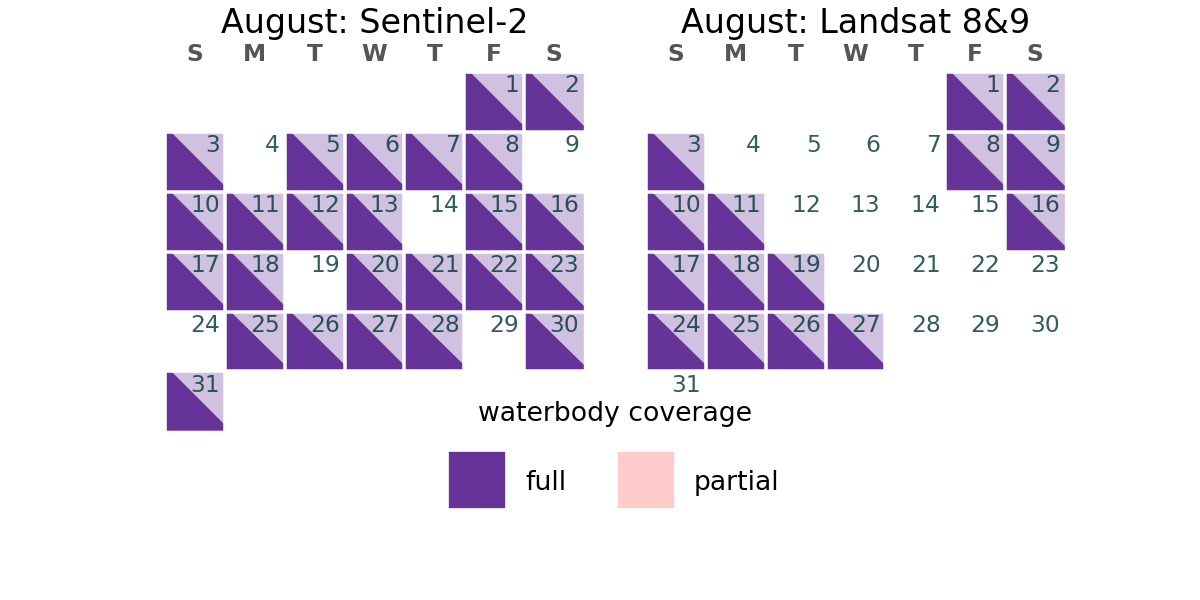 August: Sentinel-2
S M T W T F S
1 2
3 4 5 6 7 8 9
10 11 12 13 14 15 16
17 18 19 20 21 22 23
24 25 26 27 28 29 30
31
August: Landsat 8&9
S M T W T F S
1 2
3 4 5 6 7 8 9
10 11 12 13 14 15 16
17 18 19 20 21 22 23
24 25 26 27 28 29 30
31
waterbody coverage
full
partial